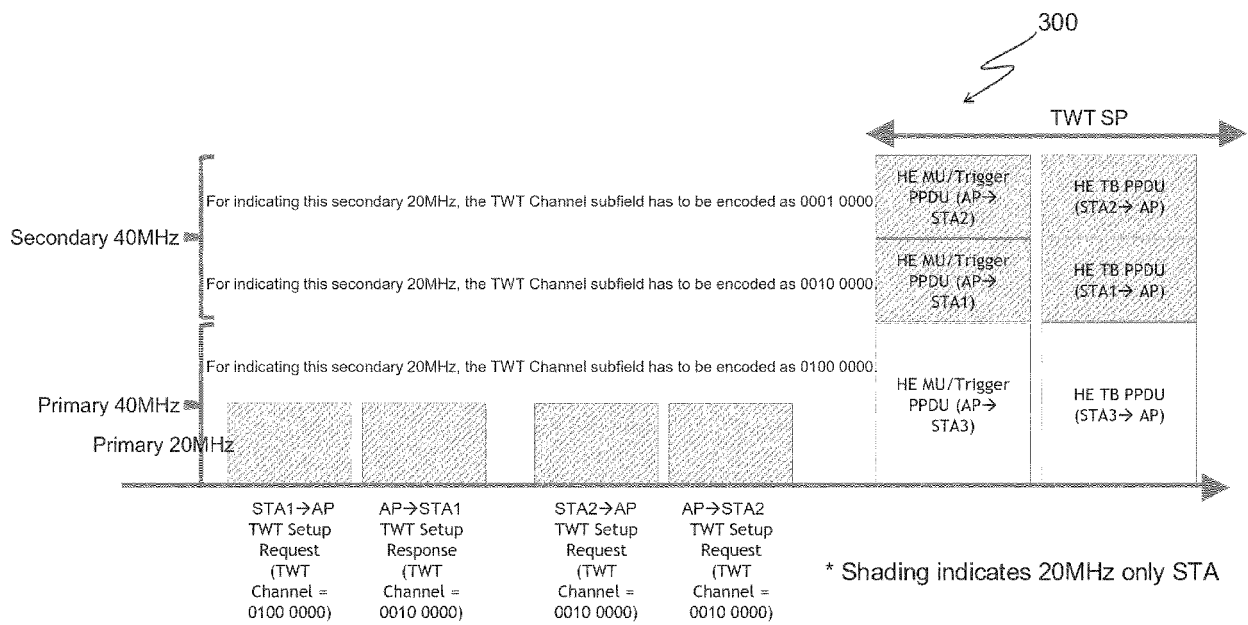 300
TWT SP
For indicating this secondary 20MHz, the TWT Channel subfield has to be encoded as 0001 0000.
HE MU/Trigger
PPDU (AP→
STA2)
HE TB PPDU
(STA2→ AP)
Secondary 40MHz
For indicating this secondary 20MHz, the TWT Channel subfield has to be encoded as 0010 0000.
HE MU/Trigger
PPDU (AP→
STA1)
HE TB PPDU
(STA1→ AP)
For indicating this secondary 20MHz, the TWT Channel subfield has to be encoded as 0100 0000.
HE MU/Trigger
PPDU (AP→
STA3)
HE TB PPDU
(STA3→ AP)
Primary 40MHz
Primary 20MHz
STA1→AP
TWT Setup
Request
(TWT
Channel =
0100 0000)
AP→STA1
TWT Setup
Response
(TWT
Channel =
0010 0000)
STA2→AP
TWT Setup
Request
(TWT
Channel =
0010 0000)
AP→STA2
TWT Setup
Request
(TWT
Channel =
0010 0000)
* Shading indicates 20MHz only STA